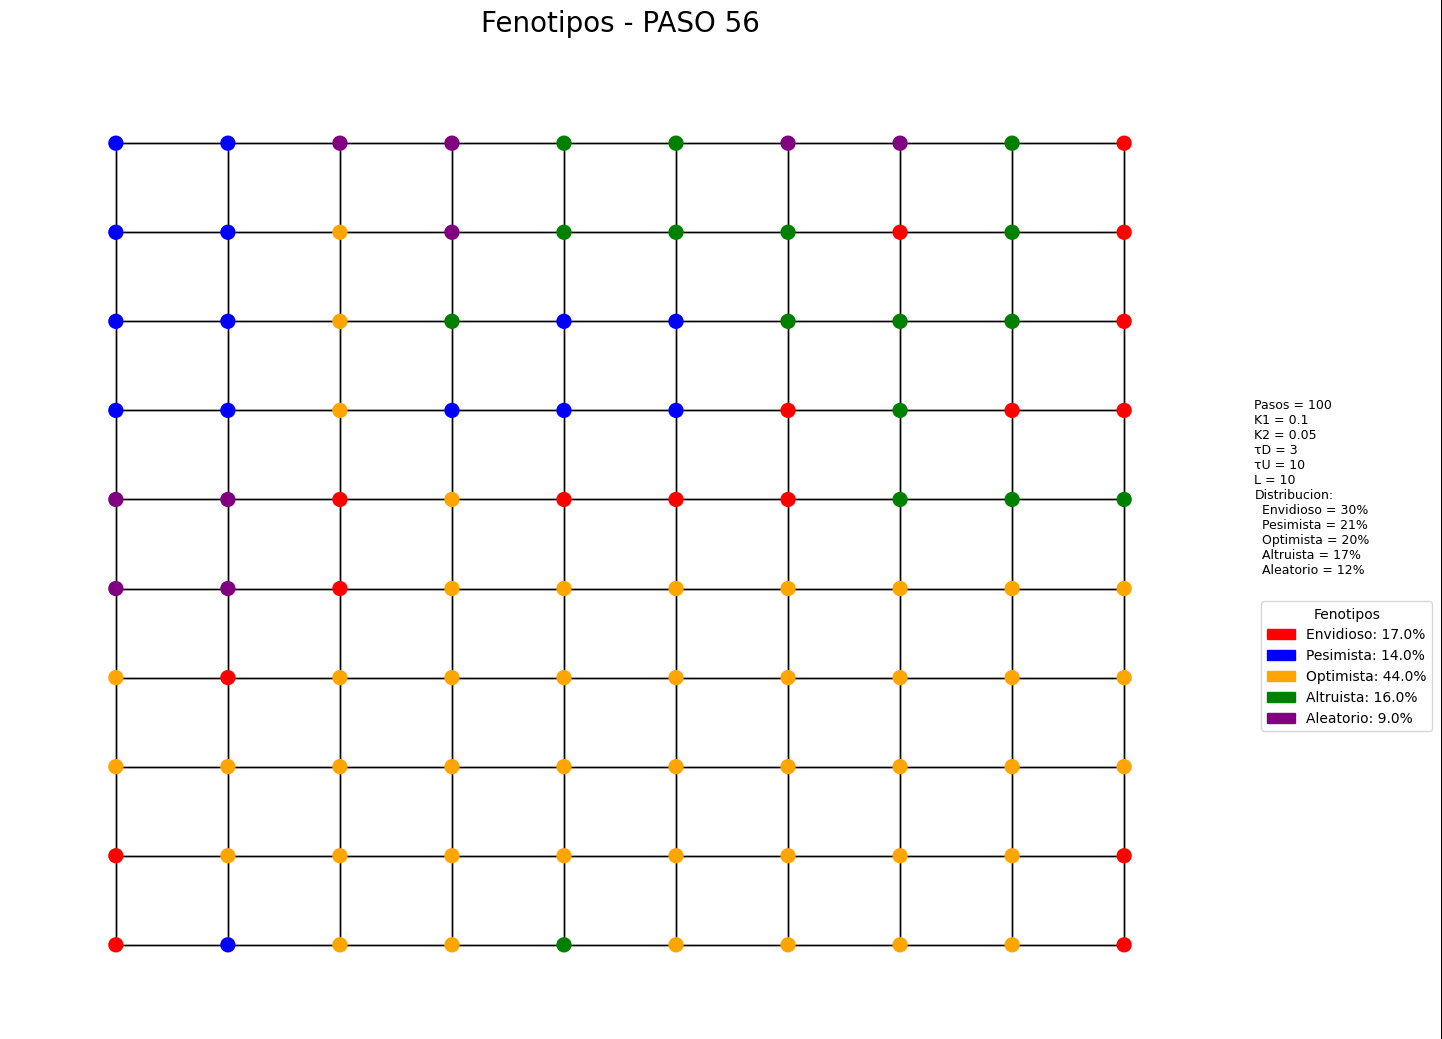 Fenotipos - PASO 56
Pasos = 100
K1 = 0.1
K2 = 0.05
τD = 3
τU = 10
L = 10
Distribucion:
Envidioso = 30%
Pesimista = 21%
Optimista = 20%
Altruista = 17%
Aleatorio = 12%
Fenotipos
Envidioso: 17.0%
Pesimista: 14.0%
Optimista: 44.0%
Altruista: 16.0%
Aleatorio: 9.0%